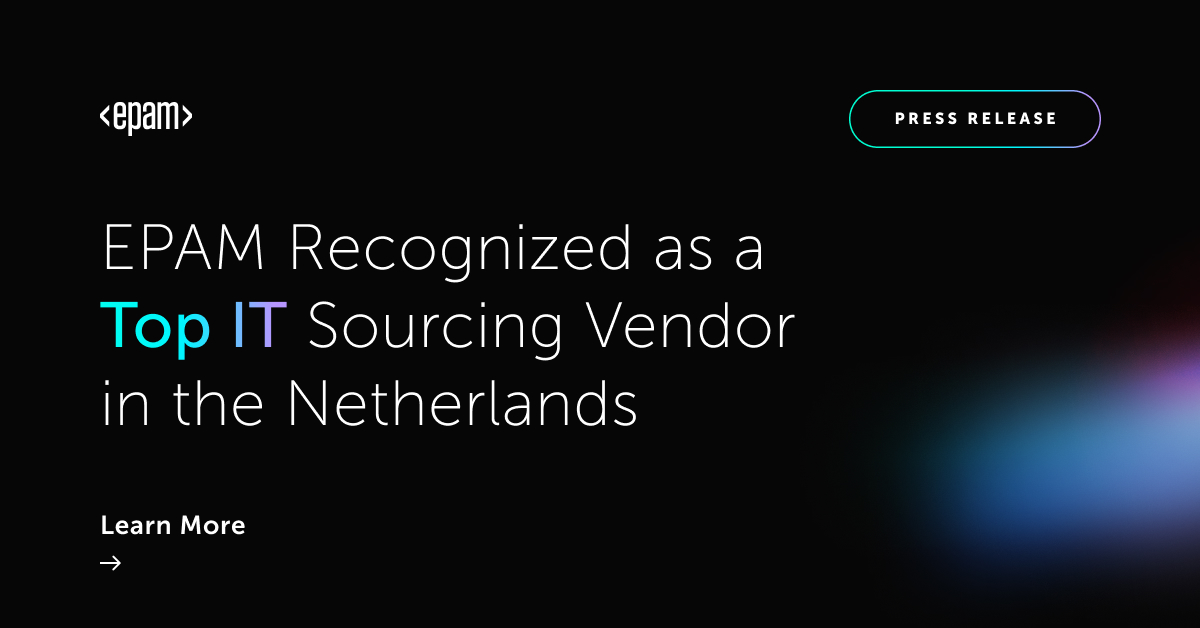 <epam>
PRESS RELEASE
EPAM Recognized as a
Top IT Sourcing Vendor
in the Netherlands
Learn More
→